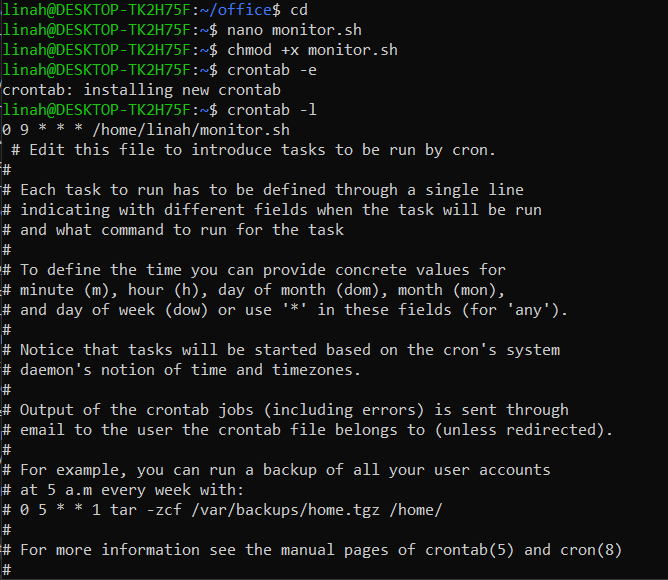 linah@DESKTOP-TK2H75F:~/office$ cd
linah@DESKTOP-TK2H75F:~$ nano monitor.sh
linah@DESKTOP-TK2H75F:~$ chmod +x monitor.sh
linah@DESKTOP-TK2H75F:~$ crontab -e
crontab: installing new crontab
linah@DESKTOP-TK2H75F:~$ crontab -l
0 9 * * * /home/linah/monitor.sh
 # Edit this file to introduce tasks to be run by cron.
#
# Each task to run has to be defined through a single line
# indicating with different fields when the task will be run
# and what command to run for the task
#
# To define the time you can provide concrete values for
# minute (m), hour (h), day of month (dom), month (mon),
# and day of week (dow) or use '*' in these fields (for 'any').
#
# Notice that tasks will be started based on the cron's system
# daemon's notion of time and timezones.
#
# Output of the crontab jobs (including errors) is sent through
# email to the user the crontab file belongs to (unless redirected).
#
# For example, you can run a backup of all your user accounts
# at 5 a.m every week with:
# 0 5 * * 1 tar -zcf /var/backups/home.tgz /home/
#
# For more information see the manual pages of crontab(5) and cron(8)
#